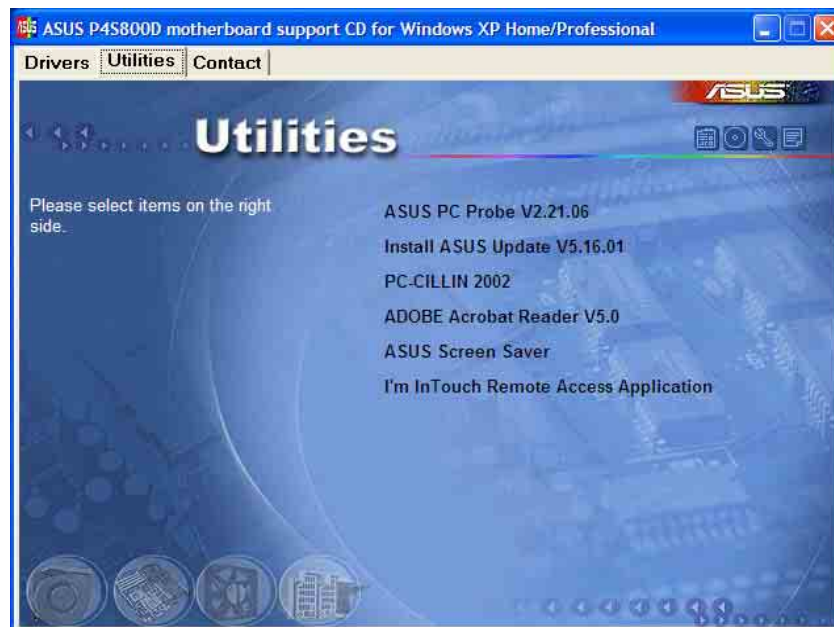 ASUS P4S800D motherboard support CD for Windows XP Home/Professional
Drivers Utilities Contact
ASUS
Utilities
Please select items on the right
side.
ASUS PC Probe V2.21.06
Install ASUS Update V5.16.01
PC-CILLIN 2002
ADOBE Acrobat Reader V5.0
ASUS Screen Saver
I'm InTouch Remote Access Application